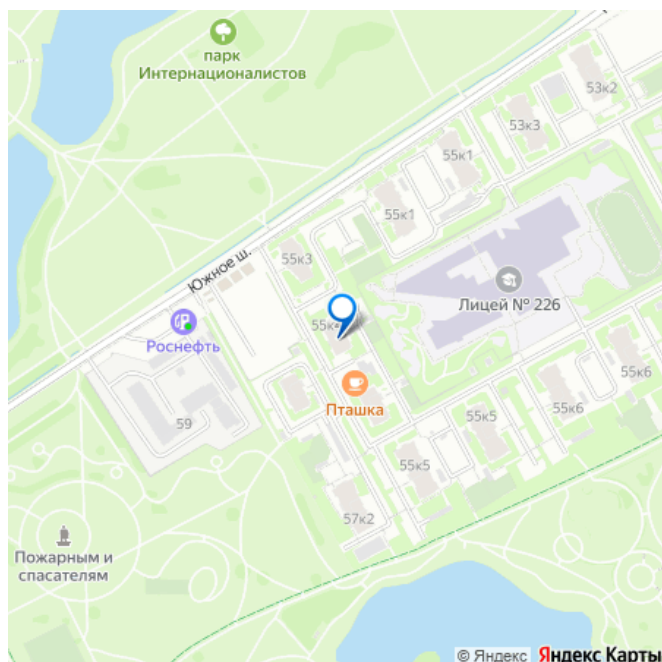 парк
Интернационалистов
53к2
53к3
55к1
55к1
Южное ш.
55к3
Лицей № 226
Роснефть
Пташка
55к6
55к6
59
55к5
55к5
57к2
Пожарным и
спасателям
© Яндекс Яндекс Карты